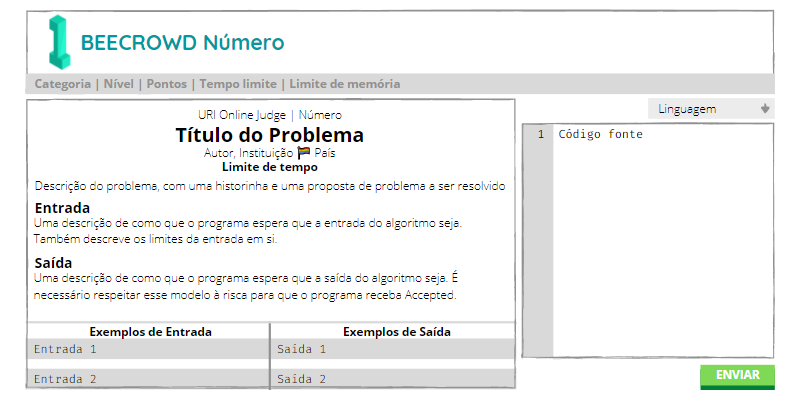 BEECROWD Número
Categoria | Nível | Pontos | Tempo limite | Limite de memória
URI Online Judge | Número
Título do Problema
Autor, Instituição País
Limite de tempo
Descrição do problema, com uma historinha e uma proposta de problema a ser resolvido
Entrada
Uma descrição de como que o programa espera que a entrada do algoritmo seja.
Também descreve os limites da entrada em si.
Saída
Uma descrição de como que o programa espera que a saída do algoritmo seja. É
necessário respeitar esse modelo à risca para que o programa receba Accepted.
Exemplos de Entrada
Exemplos de Saída
Entrada 1
Saída 1
Entrada 2
Saída 2
Linguagem
1 Código fonte
ENVIAR